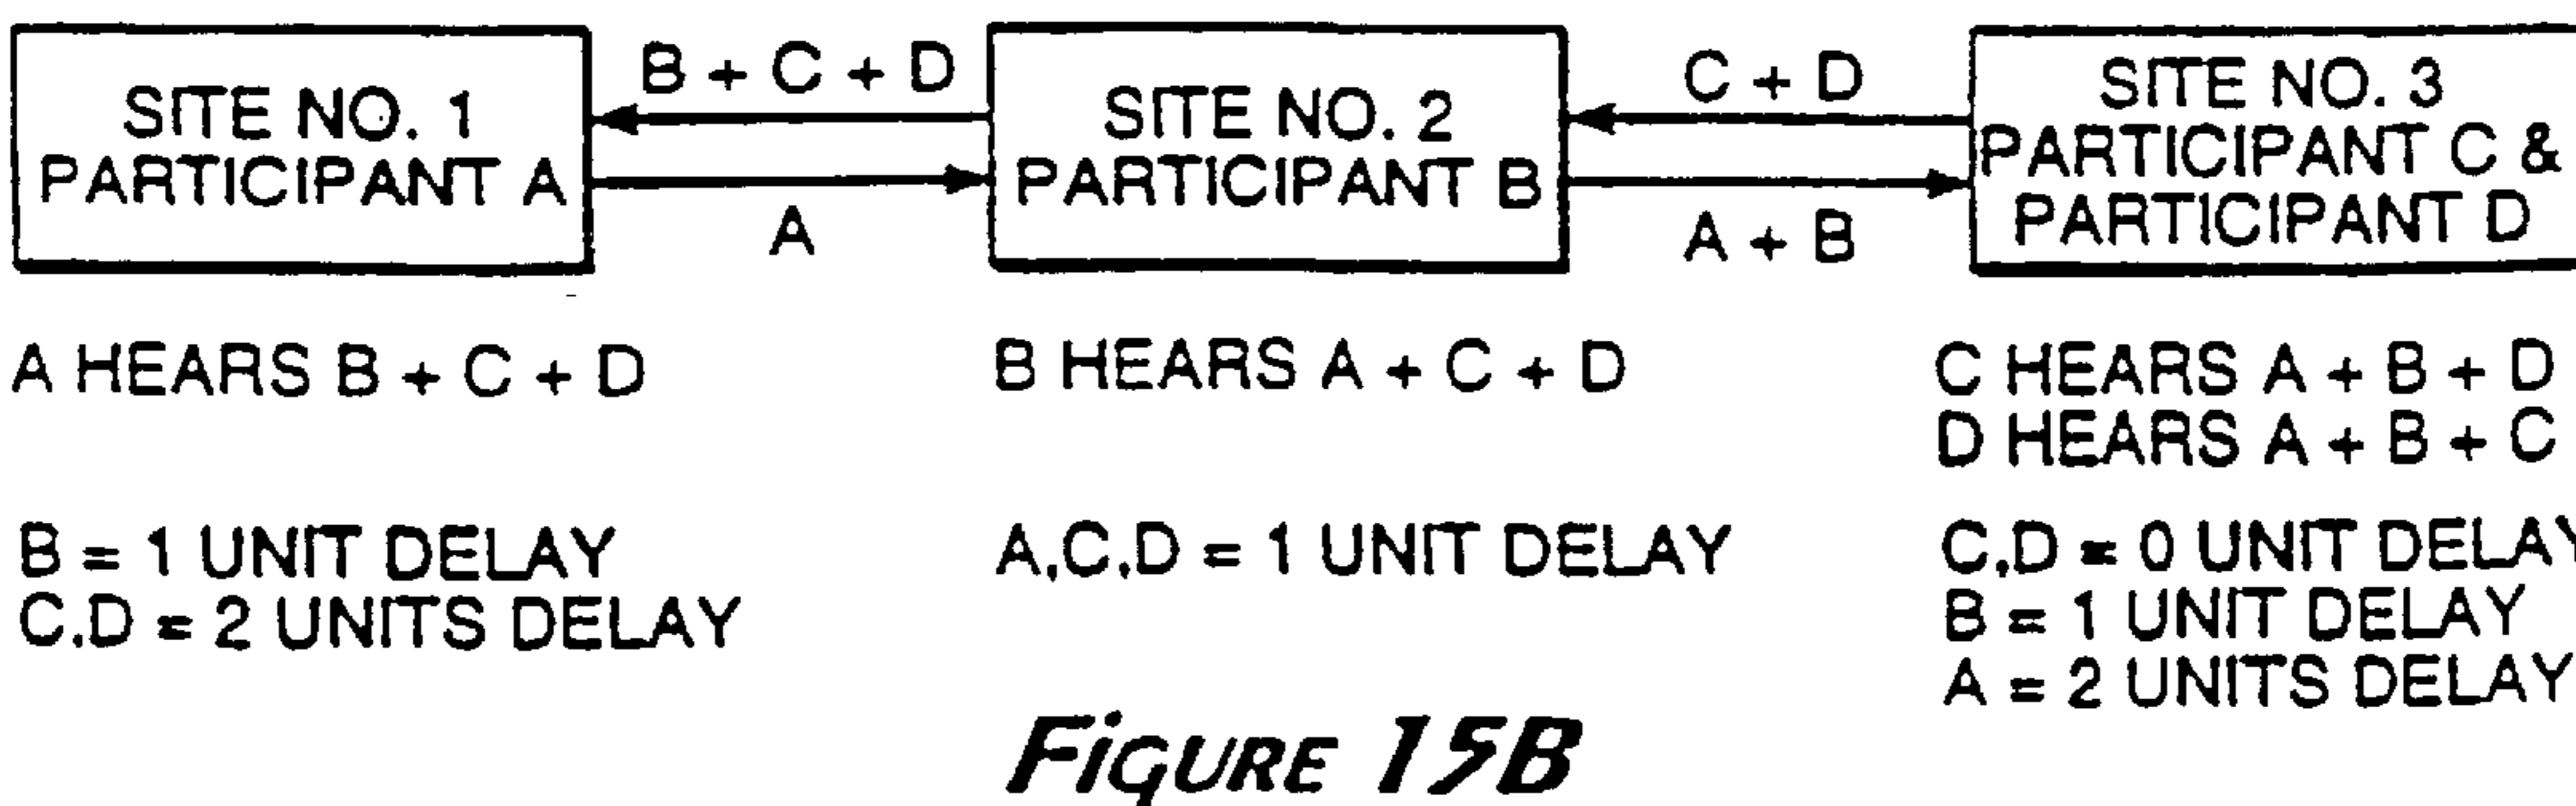 SITE NO. 1
PARTICIPANT A
B + C + D
A
SITE NO. 2
PARTICIPANT B
C + D
A + B
SITE NO. 3
PARTICIPANT C &
PARTICIPANT D
A HEARS B + C + D
B HEARS A + C + D
C HEARS A + B + D
D HEARS A + B + C
B = 1 UNIT DELAY
C,D = 2 UNITS DELAY
A,C,D = 1 UNIT DELAY
C,D = 0 UNIT DELAY
B = 1 UNIT DELAY
A = 2 UNITS DELAY
FIGURE 15B